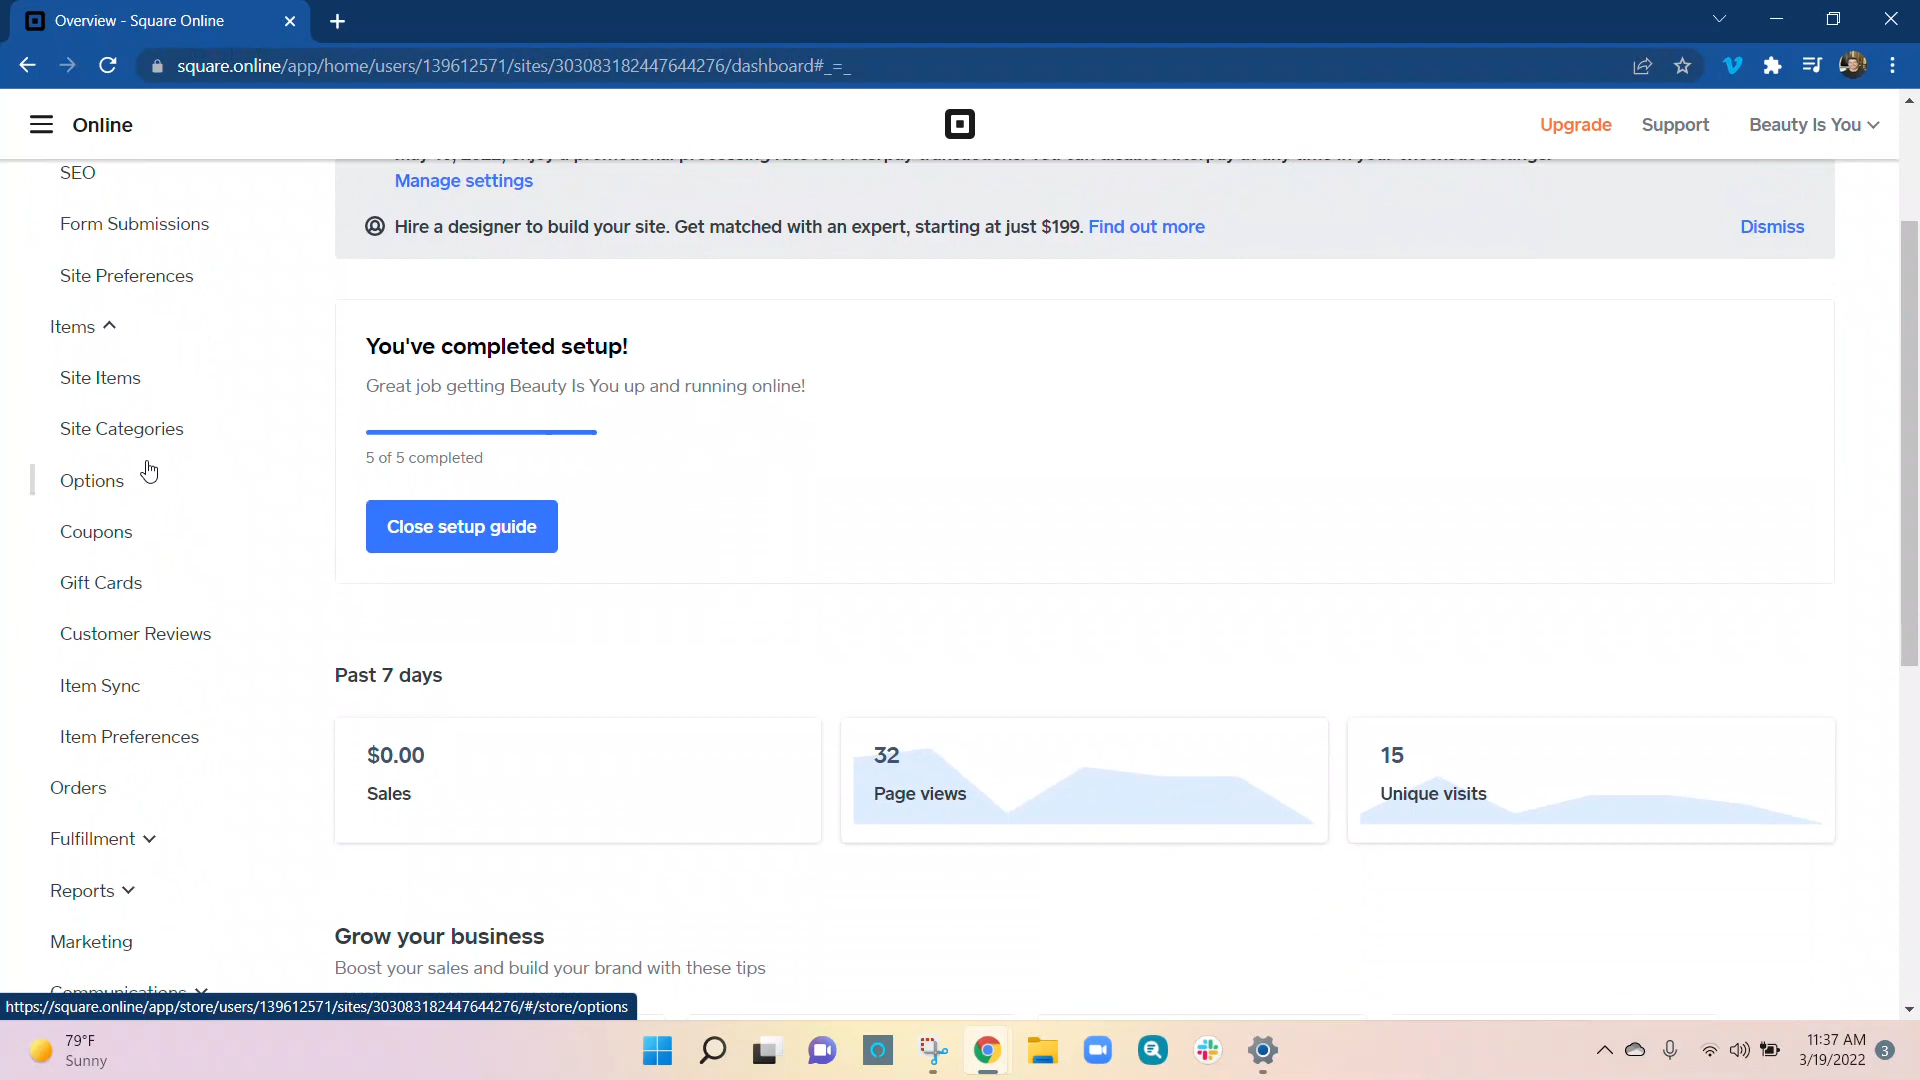 Overview - Square Online
square.online/app/home/users/139612571/sites/303083182447644276/dashboard#_=_
Online
Upgrade
Support
Beauty Is You
SEO
Form Submissions
Site Preferences
Items
Site Items
Site Categories
Options
Coupons
Gift Cards
Customer Reviews
Item Sync
Item Preferences
Orders
Fulfillment
Reports
Marketing
Communications
Manage settings
Hire a designer to build your site. Get matched with an expert, starting at just $199. Find out more
Dismiss
You've completed setup!
Great job getting Beauty Is You up and running online!
5 of 5 completed
Close setup guide
Past 7 days
$0.00
Sales
32
Page views
15
Unique visits
Grow your business
Boost your sales and build your brand with these tips
https://square.online/app/store/users/139612571/sites/303083182447644276/#/store/options
79°F
Sunny
11:37 AM
3/19/2022
3